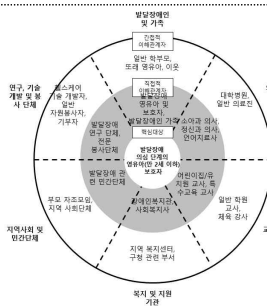 발달장애인
및 가족
간접적
이해관계자
일반 학부모,
또래 영유아, 이웃
직접적
이해관계자
발달장애
영유아 및
보호자,
발달장애인 가족
핵심대상
발달장애
의심 단계의
영유아(만 2세 이하)
보호자
연구, 기술
개발 및 봉
사 단체
헬스케어
기술 개발자,
일반
자원봉사자,
기부자
발달장애
연구 단체,
전문
봉사단체
대학병원,
일반 의료진
소아과 의사,
정신과 의사,
언어치료사
발달장애 관
련 민간단체
부모 자조모임,
지역 사회단체
지역사회 및
민간단체
장애인복지관,
사회복지사
지역 복지센터,
구청 관련 부서
복지 및 지원
기관
어린이집/유
치원 교사, 특
수교육 교사
일반 학원
교사,
체육 강사